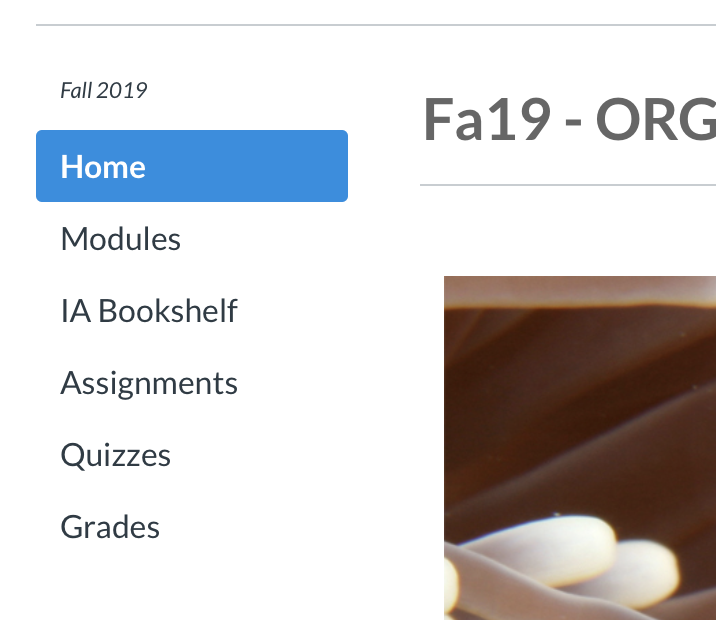 Fall 2019
Fa19 - ORG
Home
Modules
IA Bookshelf
Assignments
Quizzes
Grades